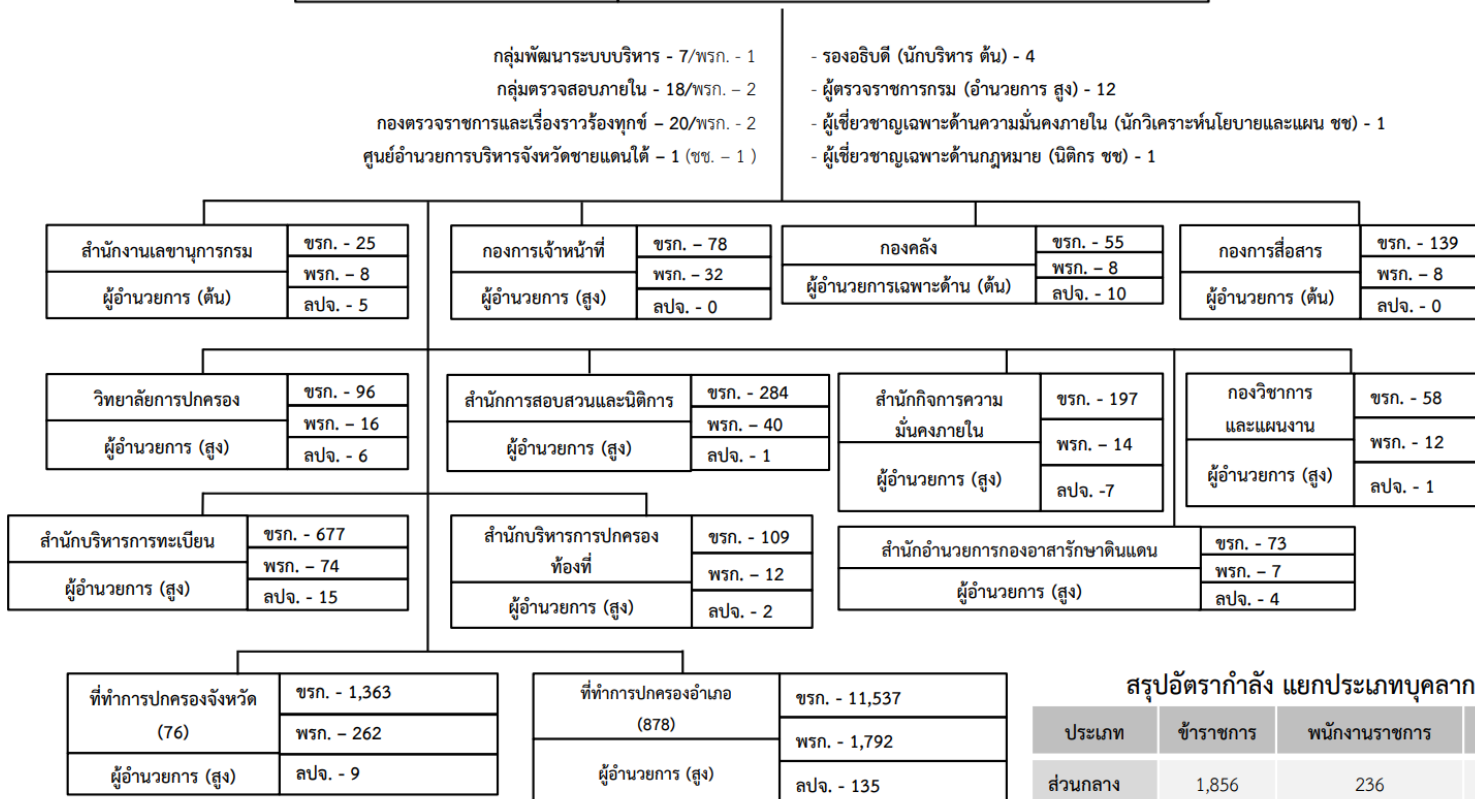 กลุ่มพัฒนาระบบบริหาร - 7/พรก. - 1
กลุ่มตรวจสอบภายใน - 18/พรก. – 2
กองตรวจราชการและเรื่องราวร้องทุกข์ – 20/พรก. - 2
ศูนย์อำนวยการบริหารจังหวัดชายแดนใต้ – 1 (ชช. – 1 )
- รองอธิบดี (นักบริหาร ต้น) - 4
- ผู้ตรวจราชการกรม (อำนวยการ สูง) - 12
- ผู้เชี่ยวชาญเฉพาะด้านความมั่นคงภายใน (นักวิเคราะห์นโยบายและแผน ชช) - 1
- ผู้เชี่ยวชาญเฉพาะด้านกฎหมาย (นิติกร ชช) - 1
สำนักงานเลขานุการกรม
ผู้อำนวยการ (ต้น)
ขรก. - 25
พรก. – 8
ลปจ. - 5
กองการเจ้าหน้าที่
ผู้อำนวยการ (สูง)
ขรก. – 78
พรก. – 32
ลปจ. - 0
กองคลัง
ผู้อำนวยการเฉพาะด้าน (ต้น)
ขรก. - 55
พรก. – 8
ลปจ. - 10
กองการสื่อสาร
ผู้อำนวยการ (ต้น)
ขรก. - 139
พรก. – 8
ลปจ. - 0
วิทยาลัยการปกครอง
ผู้อำนวยการ (สูง)
ขรก. - 96
พรก. – 16
ลปจ. - 6
สำนักการสอบสวนและนิติการ
ผู้อำนวยการ (สูง)
ขรก. - 284
พรก. – 40
ลปจ. - 1
สำนักกิจการความ
มั่นคงภายใน
ผู้อำนวยการ (สูง)
ขรก. - 197
พรก. – 14
ลปจ. -7
กองวิชาการ
และแผนงาน
ผู้อำนวยการ (สูง)
ขรก. - 58
พรก. – 12
ลปจ. - 1
สำนักบริหารการทะเบียน
ผู้อำนวยการ (สูง)
ขรก. - 677
พรก. – 74
ลปจ. - 15
สำนักบริหารการปกครอง
ท้องที่
ผู้อำนวยการ (สูง)
ขรก. - 109
พรก. – 12
ลปจ. - 2
สำนักอำนวยการกองอาสารักษาดินแดน
ผู้อำนวยการ (สูง)
ขรก. - 73
พรก. – 7
ลปจ. - 4
ที่ทำการปกครองจังหวัด
(76)
ผู้อำนวยการ (สูง)
ขรก. - 1,363
พรก. – 262
ลปจ. - 9
ที่ทำการปกครองอำเภอ
(878)
ผู้อำนวยการ (สูง)
ขรก. - 11,537
พรก. - 1,792
ลปจ. - 135
สรุปอัตรากำลัง แยกประเภทบุคลาก
ประเภท ข้าราชการ พนักงานราชการ
ส่วนกลาง 1,856 236